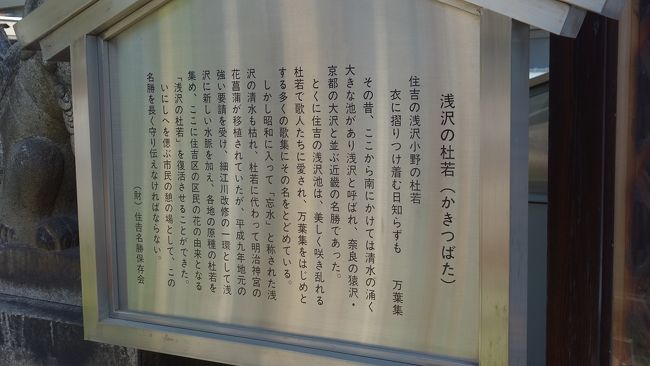 浅沢の杜若（かきつばた）
住吉の浅沢小野の杜若
衣に摺りつけ着む日知らずも　万葉集
その昔、ここから南にかけては清水の涌く
大きな池があり浅沢と呼ばれ、奈良の猿沢・
京都の大沢と並ぶ近畿の名勝であった。
とくに住吉の浅沢池は、美しく咲き乱れる
杜若で歌人たちに愛され、万葉集をはじめと
する多くの歌集にその名をとどめている。
しかし昭和に入って「忘水」と称された浅
沢の清水も枯れ、杜若に代わって明治神宮の
花菖蒲が移植されていたが、平成九年地元の
強い要請を受け、細江川改修の一環として浅
沢に新しい水脈を加え、各地の原種の杜若を
集め、ここに住吉区の区民の花の由来となる
「浅沢の杜若」を復活させることができた。
いにしへを偲ぶ市民の憩の場として、この
名勝を長く守り伝えなければならない。
（財）住吉名勝保存会